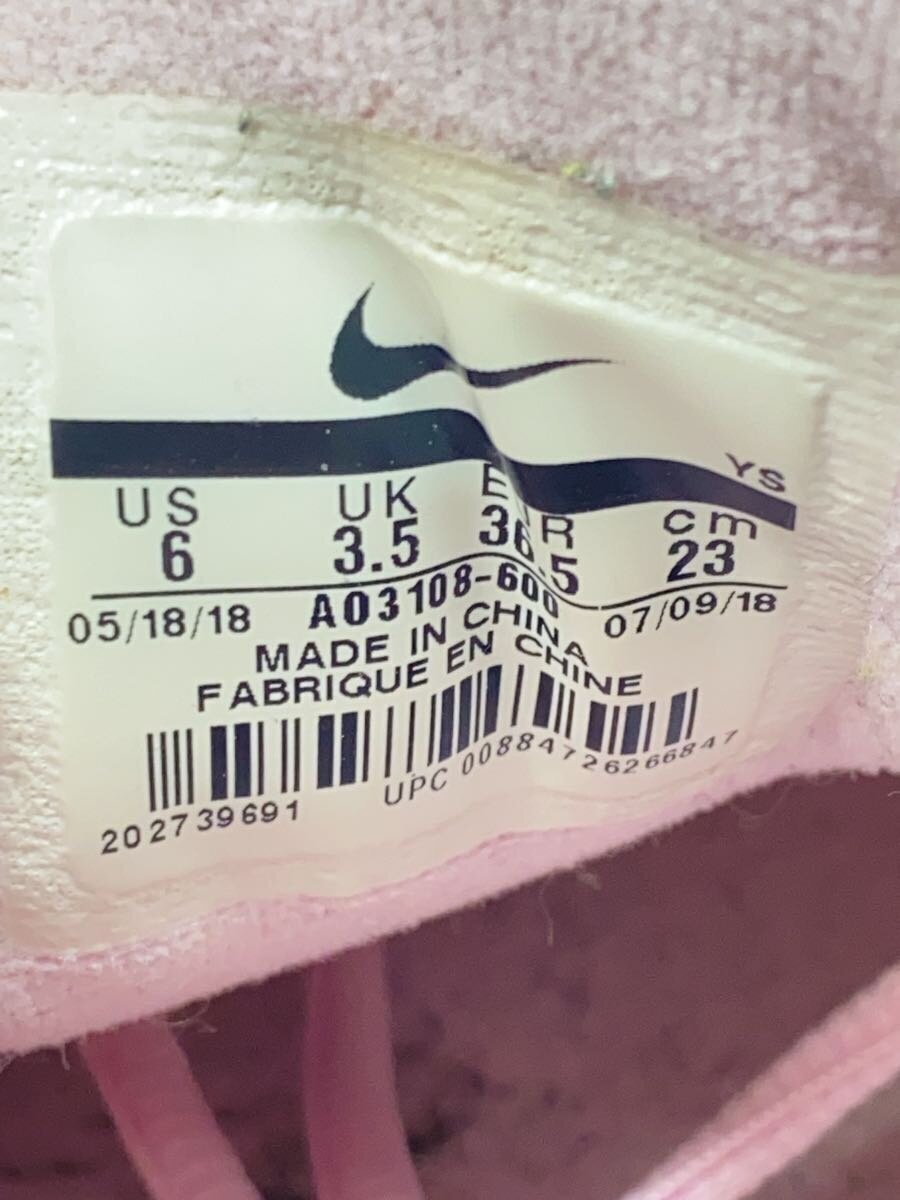 YS
US UK EUR cm
6 3.5 36.5 23
05/18/18 AO3108-600 07/09/18
MADE IN CHINA
FABRIQUE EN CHINE
202739691 UPC 00884726266847